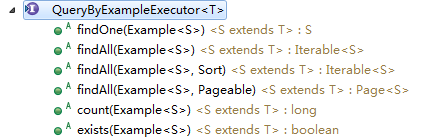 QueryByExampleExecutor<T>
findOne(Example<S>) <S extends T> : S
findAll(Example<S>) <S extends T> : Iterable<S>
findAll(Example<S>, Sort) <S extends T> : Iterable<S>
findAll(Example<S>, Pageable) <S extends T> : Page<S>
count(Example<S>) <S extends T> : long
exists(Example<S>) <S extends T> : boolean